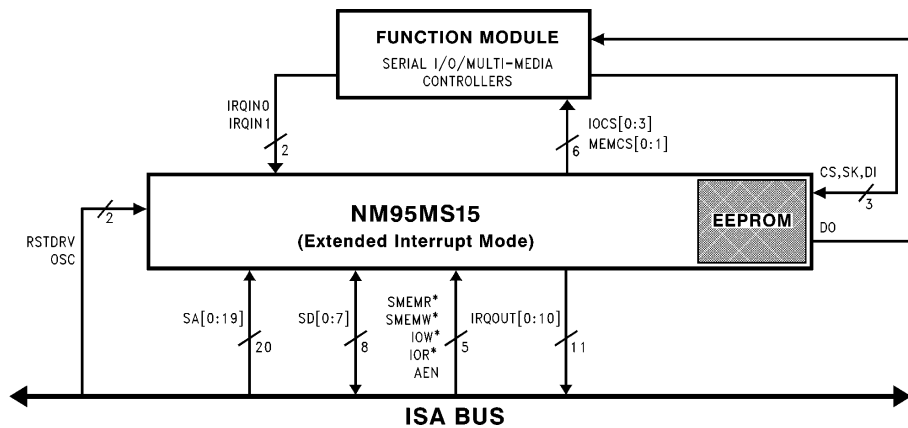 FUNCTION MODULE
SERIAL I/O/MULTI-MEDIA
CONTROLLERS
IRQIN0
IRQIN1
2
6
IOCS[0:3]
MEMCS[0:1]
CS,SK,DI
3
2
NM95MS15
(Extended Interrupt Mode)
EEPROM
DO
RSTDRV
OSC
SA[0:19]
20
SD[0:7]
8
SMEMR*
SMEMW*
IOW*
IOR*
AEN
5
IRQOUT[0:10]
11
ISA BUS